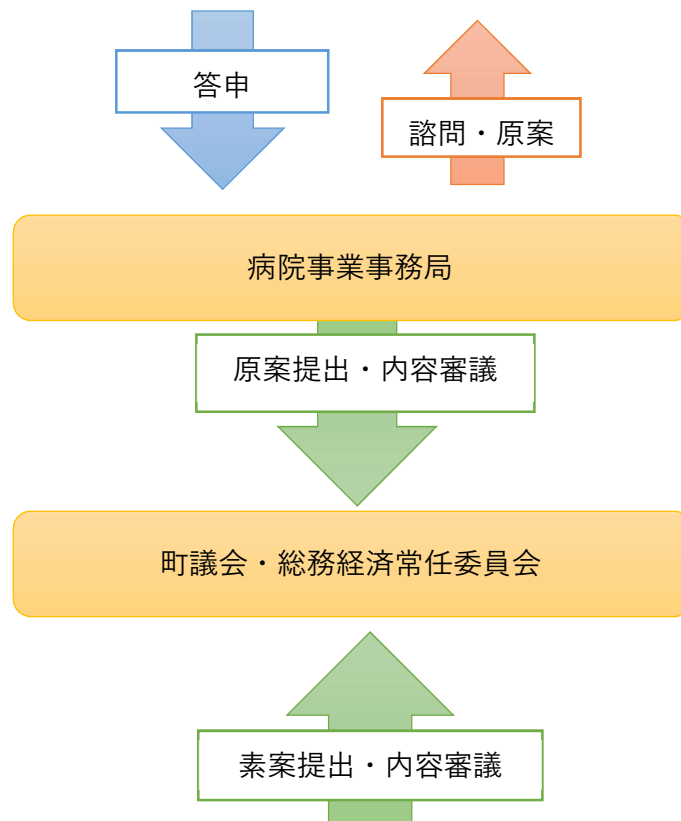 答申
諮問・原案
病院事業事務局
原案提出・内容審議
町議会・総務経済常任委員会
素案提出・内容審議